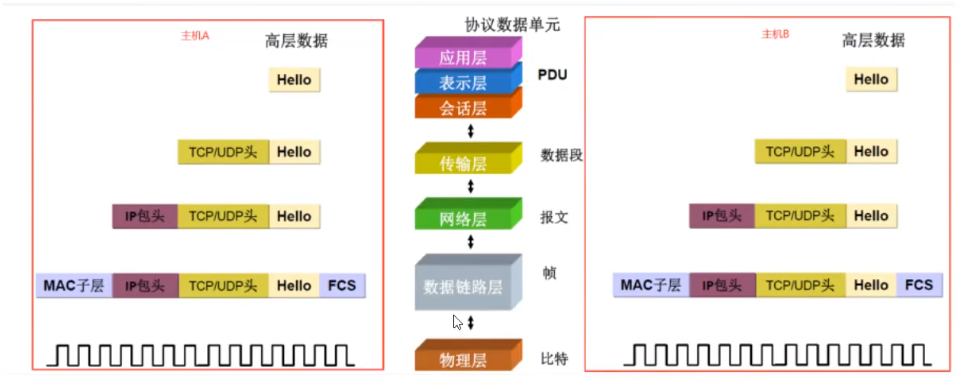 主机A
高层数据
Hello
TCP/UDP头 Hello
IP包头 TCP/UDP头 Hello
MAC子层 IP包头 TCP/UDP头 Hello FCS
协议数据单元
应用层
表示层
会话层
PDU
传输层
数据段
网络层
报文
数据链路层
帧
物理层
比特
主机B
高层数据
Hello
TCP/UDP头 Hello
IP包头 TCP/UDP头 Hello
MAC子层 IP包头 TCP/UDP头 Hello FCS